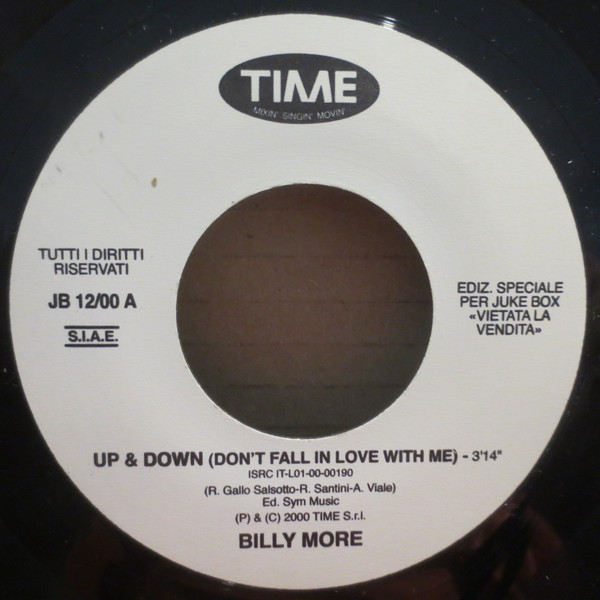 TIME
MIXIN' SINGIN' MOVIN'
TUTTI I DIRITTI
RISERVATI
JB 12/00 A
S.I.A.E.
EDIZ. SPECIALE
PER JUKE BOX
«VIETATA LA
VENDITA»
UP & DOWN (DON'T FALL IN LOVE WITH ME) - 3'14"
ISRC IT-L01-00-00190
(R. Gallo Salsotto-R. Santini-A. Viale)
Ed. Sym Music
(P) & (C) 2000 TIME S.r.l.
BILLY MORE